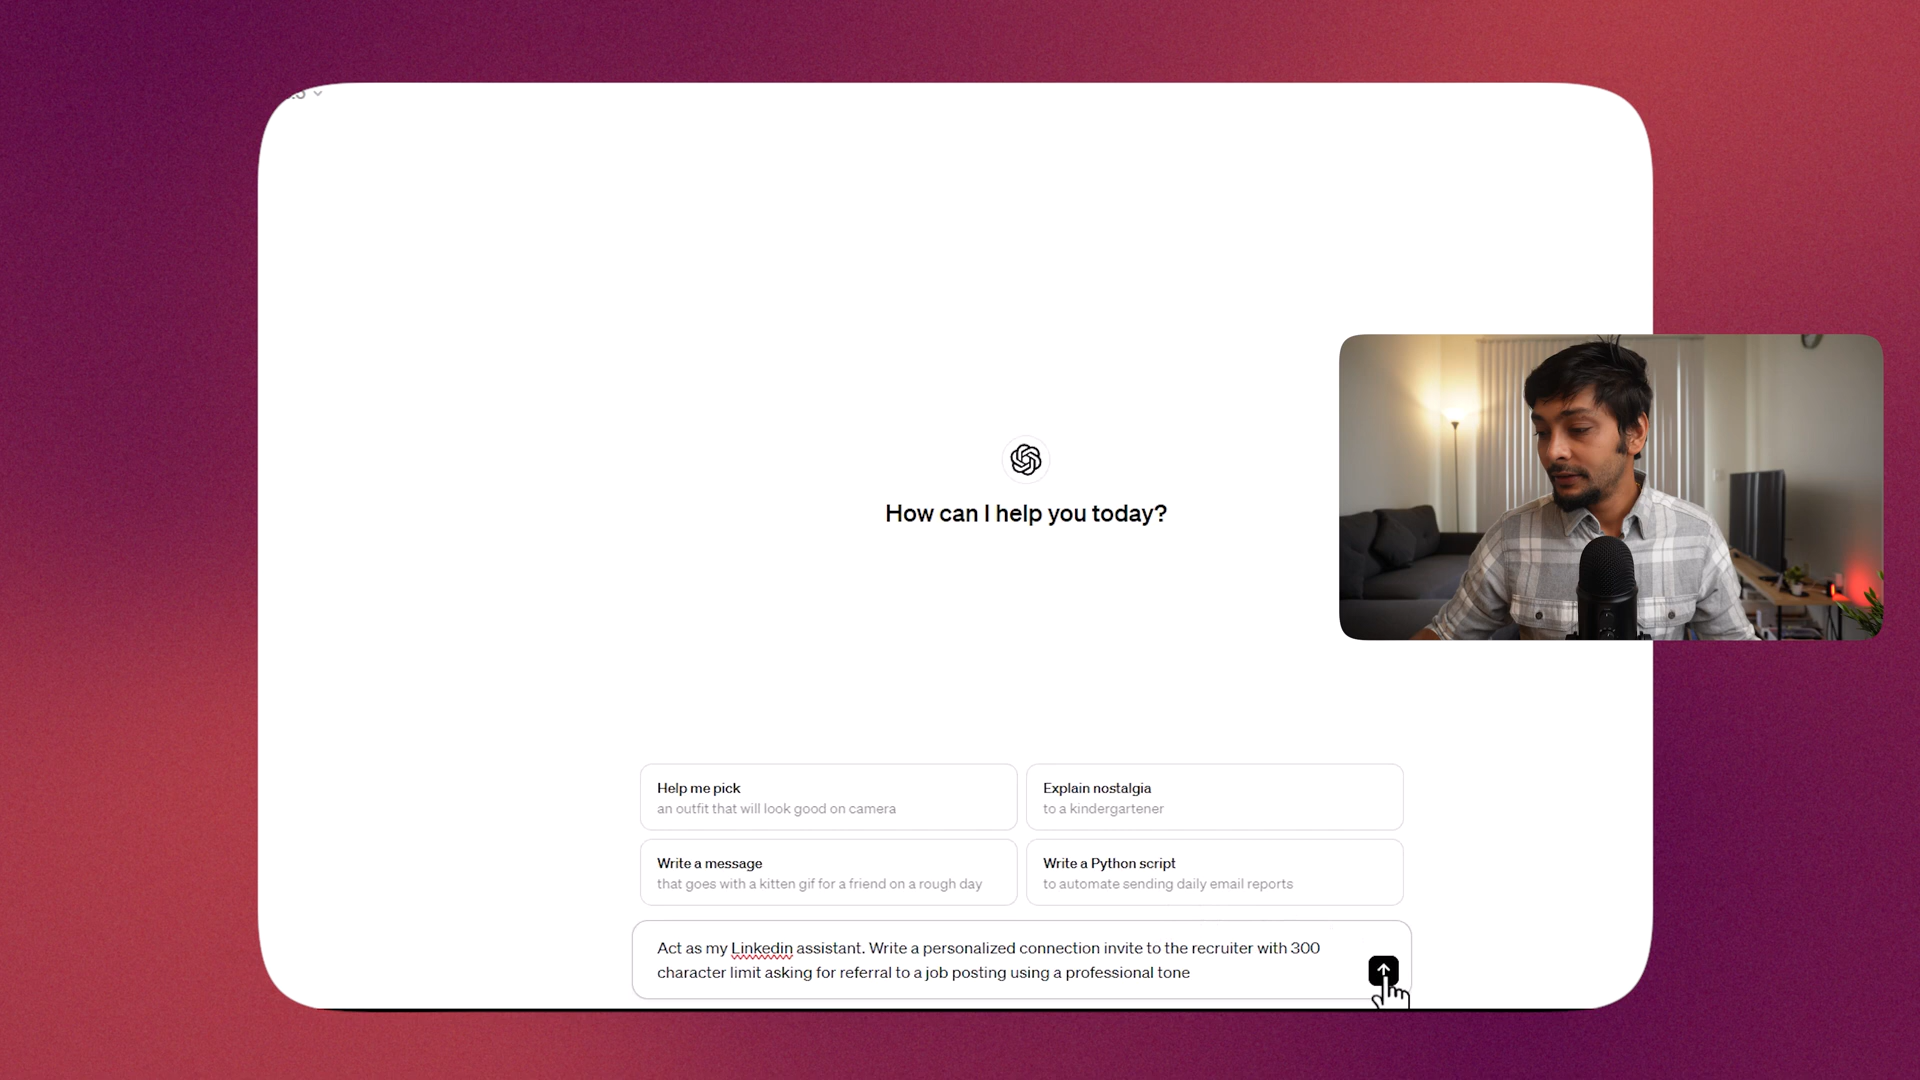 How can I help you today?
Help me pick
an outfit that will look good on camera
Explain nostalgia
to a kindergartener
Write a message
that goes with a kitten gif for a friend on a rough day
Write a Python script
to automate sending daily email reports
Act as my Linkedin assistant. Write a personalized connection invite to the recruiter with 300
character limit asking for referral to a job posting using a professional tone